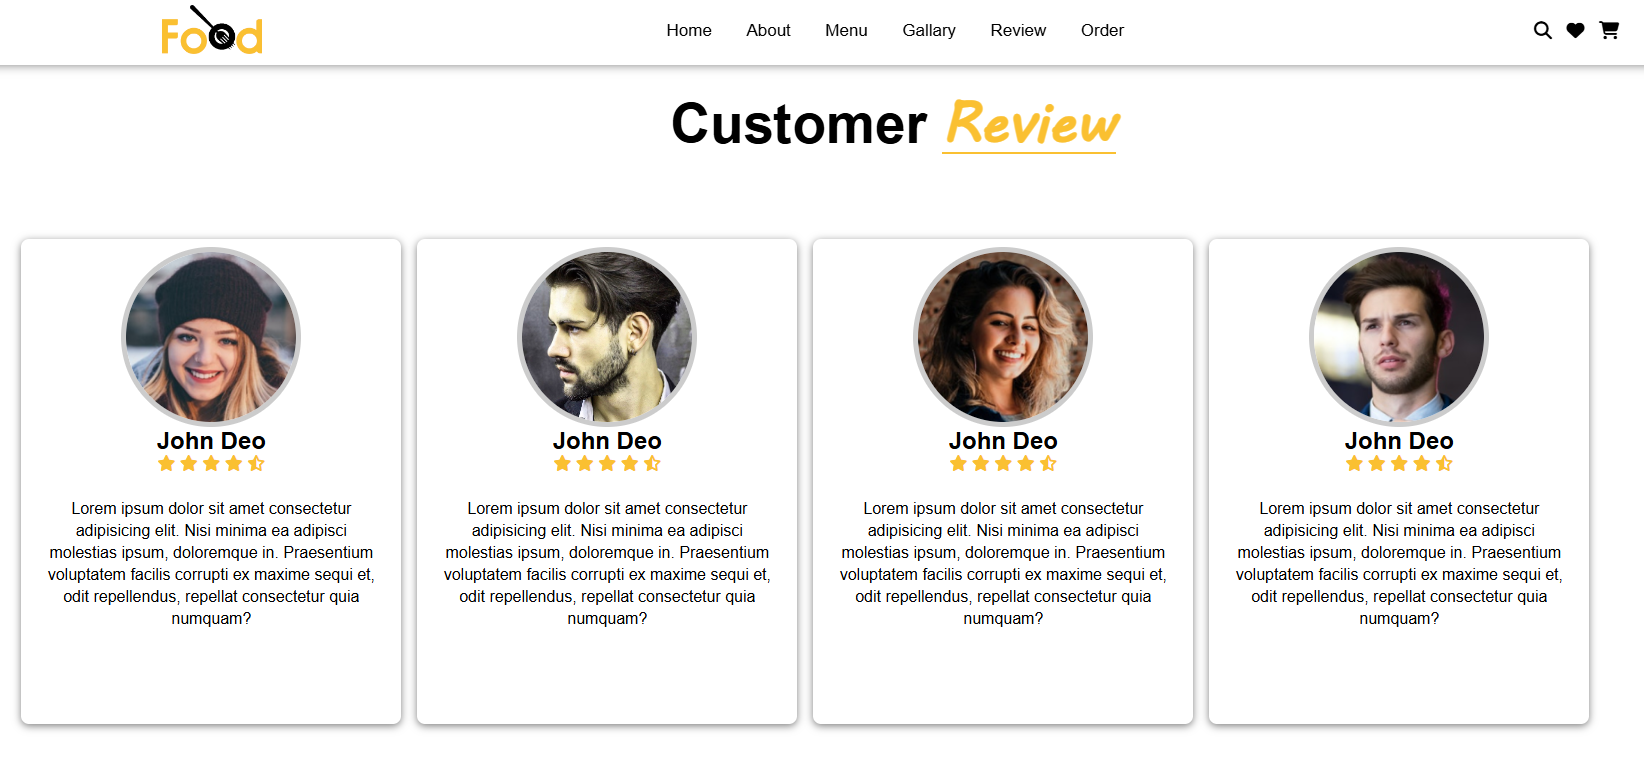 Food
Home About Menu Gallary Review Order
Customer Review
John Deo
Lorem ipsum dolor sit amet consectetur
adipisicing elit. Nisi minima ea adipisci
molestias ipsum, doloremque in. Praesentium
voluptatem facilis corrupti ex maxime sequi et,
odit repellendus, repellat consectetur quia
numquam?
John Deo
Lorem ipsum dolor sit amet consectetur
adipisicing elit. Nisi minima ea adipisci
molestias ipsum, doloremque in. Praesentium
voluptatem facilis corrupti ex maxime sequi et,
odit repellendus, repellat consectetur quia
numquam?
John Deo
Lorem ipsum dolor sit amet consectetur
adipisicing elit. Nisi minima ea adipisci
molestias ipsum, doloremque in. Praesentium
voluptatem facilis corrupti ex maxime sequi et,
odit repellendus, repellat consectetur quia
numquam?
John Deo
Lorem ipsum dolor sit amet consectetur
adipisicing elit. Nisi minima ea adipisci
molestias ipsum, doloremque in. Praesentium
voluptatem facilis corrupti ex maxime sequi et,
odit repellendus, repellat consectetur quia
numquam?